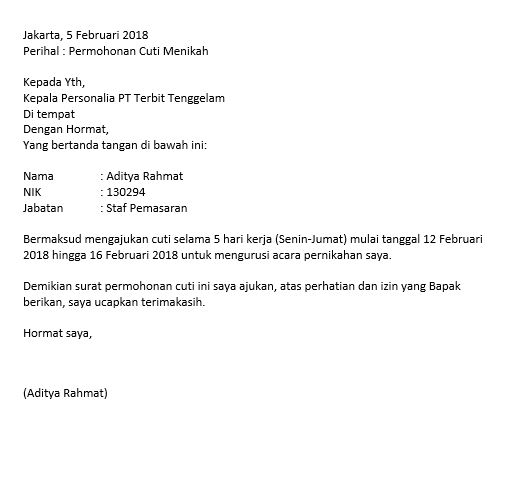 Jakarta, 5 Februari 2018
Perihal : Permohonan Cuti Menikah
Kepada Yth,
Kepala Personalia PT Terbit Tenggelam
Di tempat
Dengan Hormat,
Yang bertanda tangan di bawah ini:
Nama : Aditya Rahmat
NIK : 130294
Jabatan : Staf Pemasaran
Bermaksud mengajukan cuti selama 5 hari kerja (Senin-Jumat) mulai tanggal 12 Februari
2018 hingga 16 Februari 2018 untuk mengurusi acara pernikahan saya.
Demikian surat permohonan cuti ini saya ajukan, atas perhatian dan izin yang Bapak
berikan, saya ucapkan terimakasih.
Hormat saya,
(Aditya Rahmat)